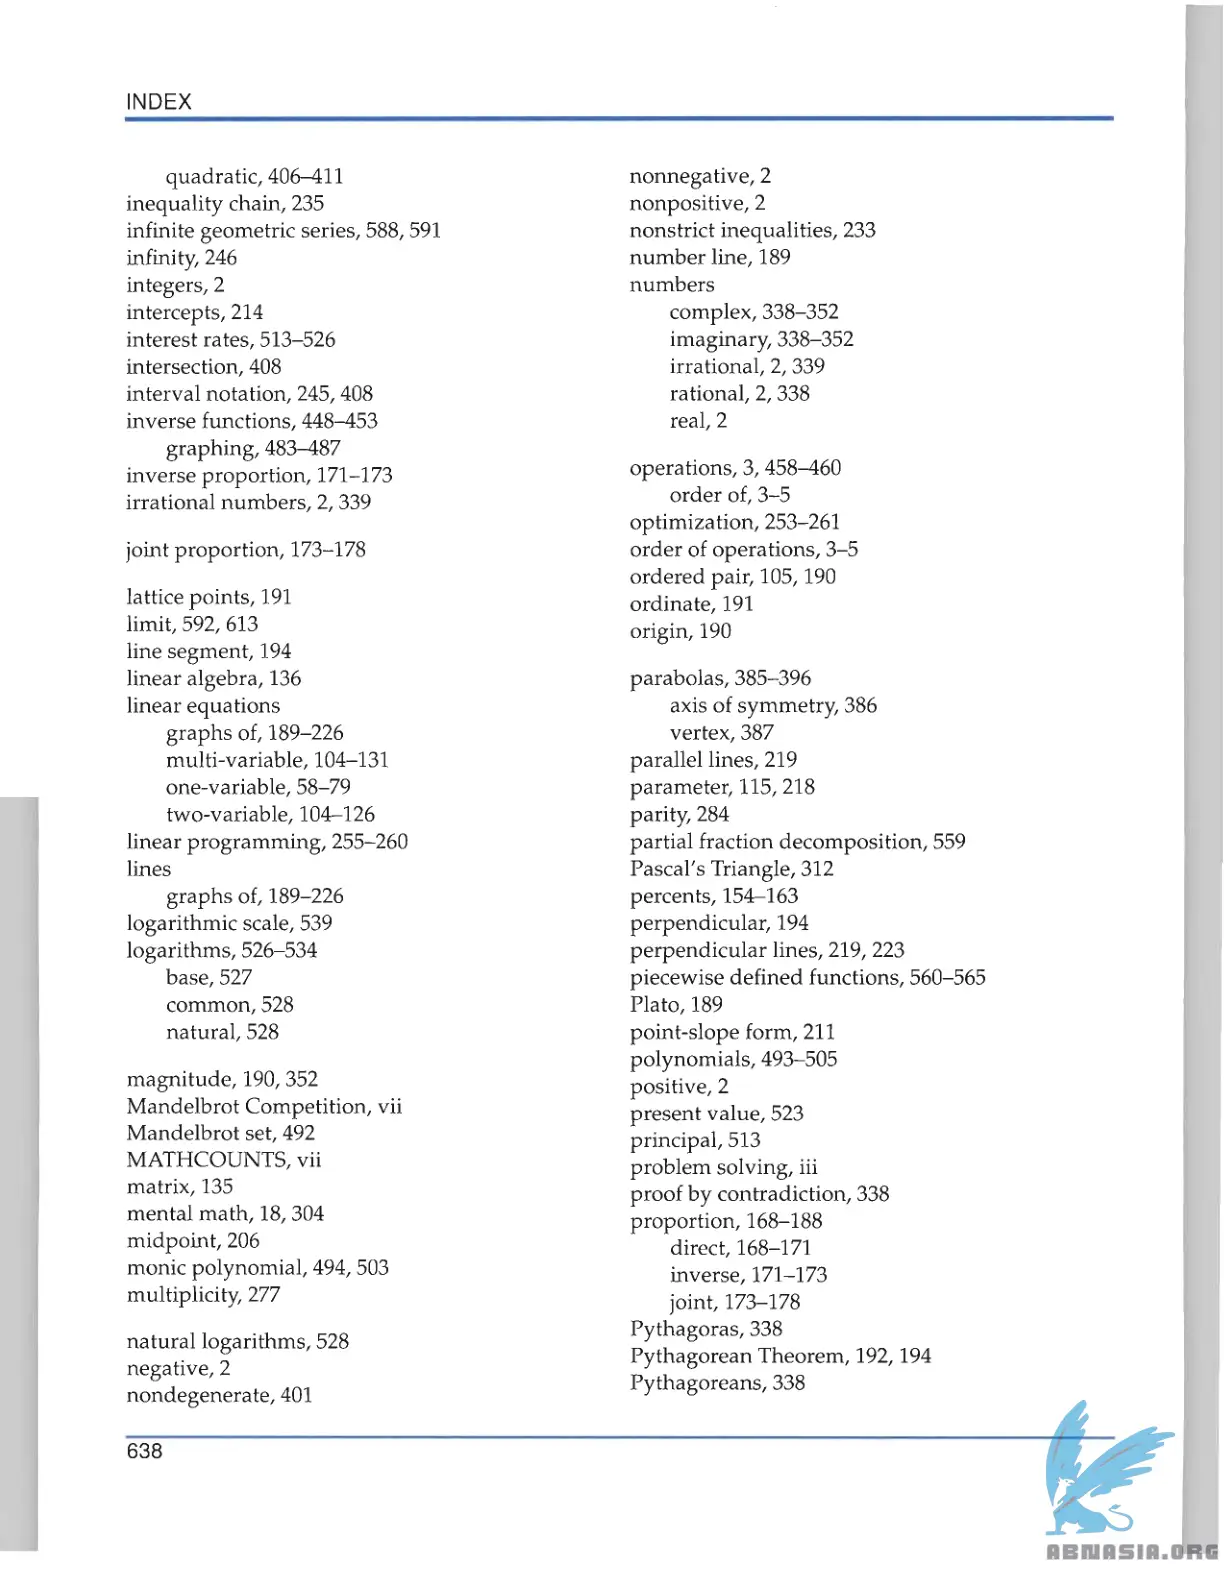 INDEX
quadratic, 406–411
inequality chain, 235
infinite geometric series, 588, 591
infinity, 246
integers, 2
intercepts, 214
interest rates, 513–526
intersection, 408
interval notation, 245, 408
inverse functions, 448–453
graphing, 483–487
inverse proportion, 171–173
irrational numbers, 2, 339
joint proportion, 173–178
lattice points, 191
limit, 592, 613
line segment, 194
linear algebra, 136
linear equations
graphs of, 189–226
multi-variable, 104–131
one-variable, 58–79
two-variable, 104–126
linear programming, 255–260
lines
graphs of, 189–226
logarithmic scale, 539
logarithms, 526–534
base, 527
common, 528
natural, 528
magnitude, 190, 352
Mandelbrot Competition, vii
Mandelbrot set, 492
MATHCOUNTS, vii
matrix, 135
mental math, 18, 304
midpoint, 206
monic polynomial, 494, 503
multiplicity, 277
natural logarithms, 528
negative, 2
nondegenerate, 401
nonnegative, 2
nonpositive, 2
nonstrict inequalities, 233
number line, 189
numbers
complex, 338–352
imaginary, 338–352
irrational, 2, 339
rational, 2, 338
real, 2
operations, 3, 458–460
order of, 3–5
optimization, 253–261
order of operations, 3–5
ordered pair, 105, 190
ordinate, 191
origin, 190
parabolas, 385–396
axis of symmetry, 386
vertex, 387
parallel lines, 219
parameter, 115, 218
parity, 284
partial fraction decomposition, 559
Pascal's Triangle, 312
percents, 154–163
perpendicular, 194
perpendicular lines, 219, 223
piecewise defined functions, 560–565
Plato, 189
point-slope form, 211
polynomials, 493–505
positive, 2
present value, 523
principal, 513
problem solving, iii
proof by contradiction, 338
proportion, 168–188
direct, 168–171
inverse, 171–173
joint, 173–178
Pythagoras, 338
Pythagorean Theorem, 192, 194
Pythagoreans, 338
638
ABNASIA.ORG